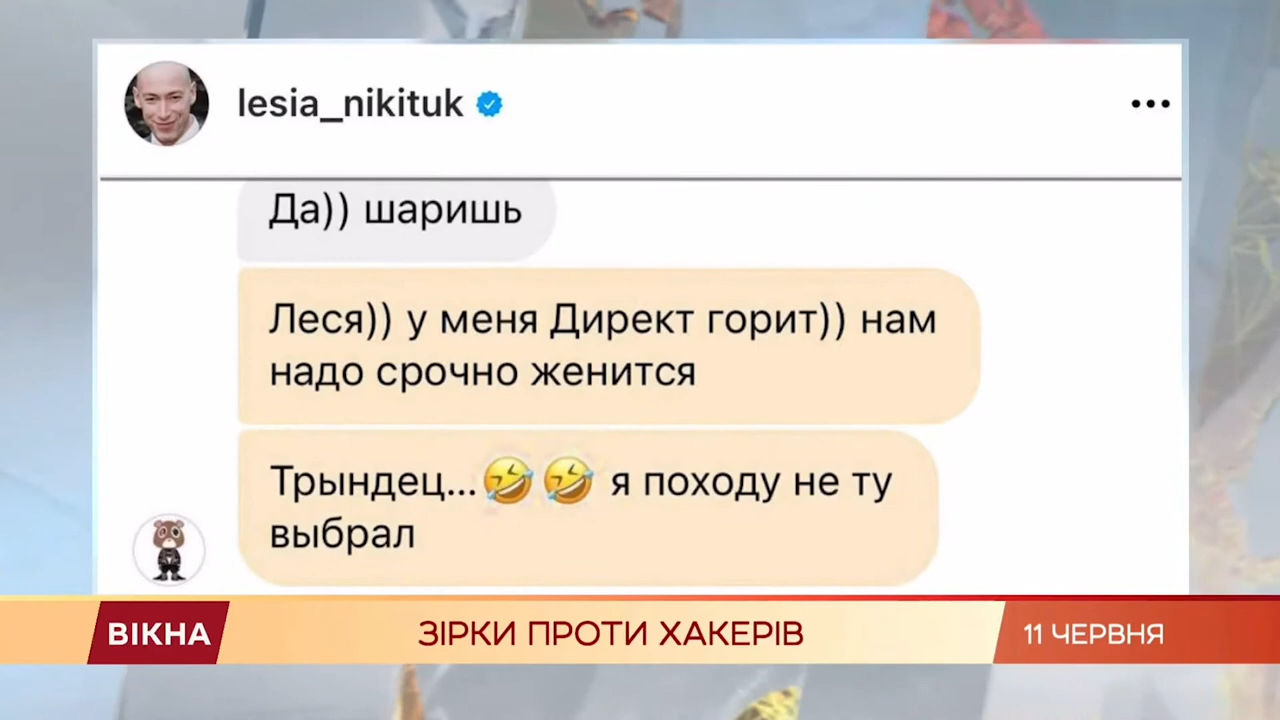 lesia_nikituk
Да)) шаришь
Леся)) у меня Директ горит)) нам
надо срочно женится
Трындец...🤣🤣 я походу не ту
выбрал
ВІКНА
ЗІРКИ ПРОТИ ХАКЕРІВ
11 ЧЕРВНЯ